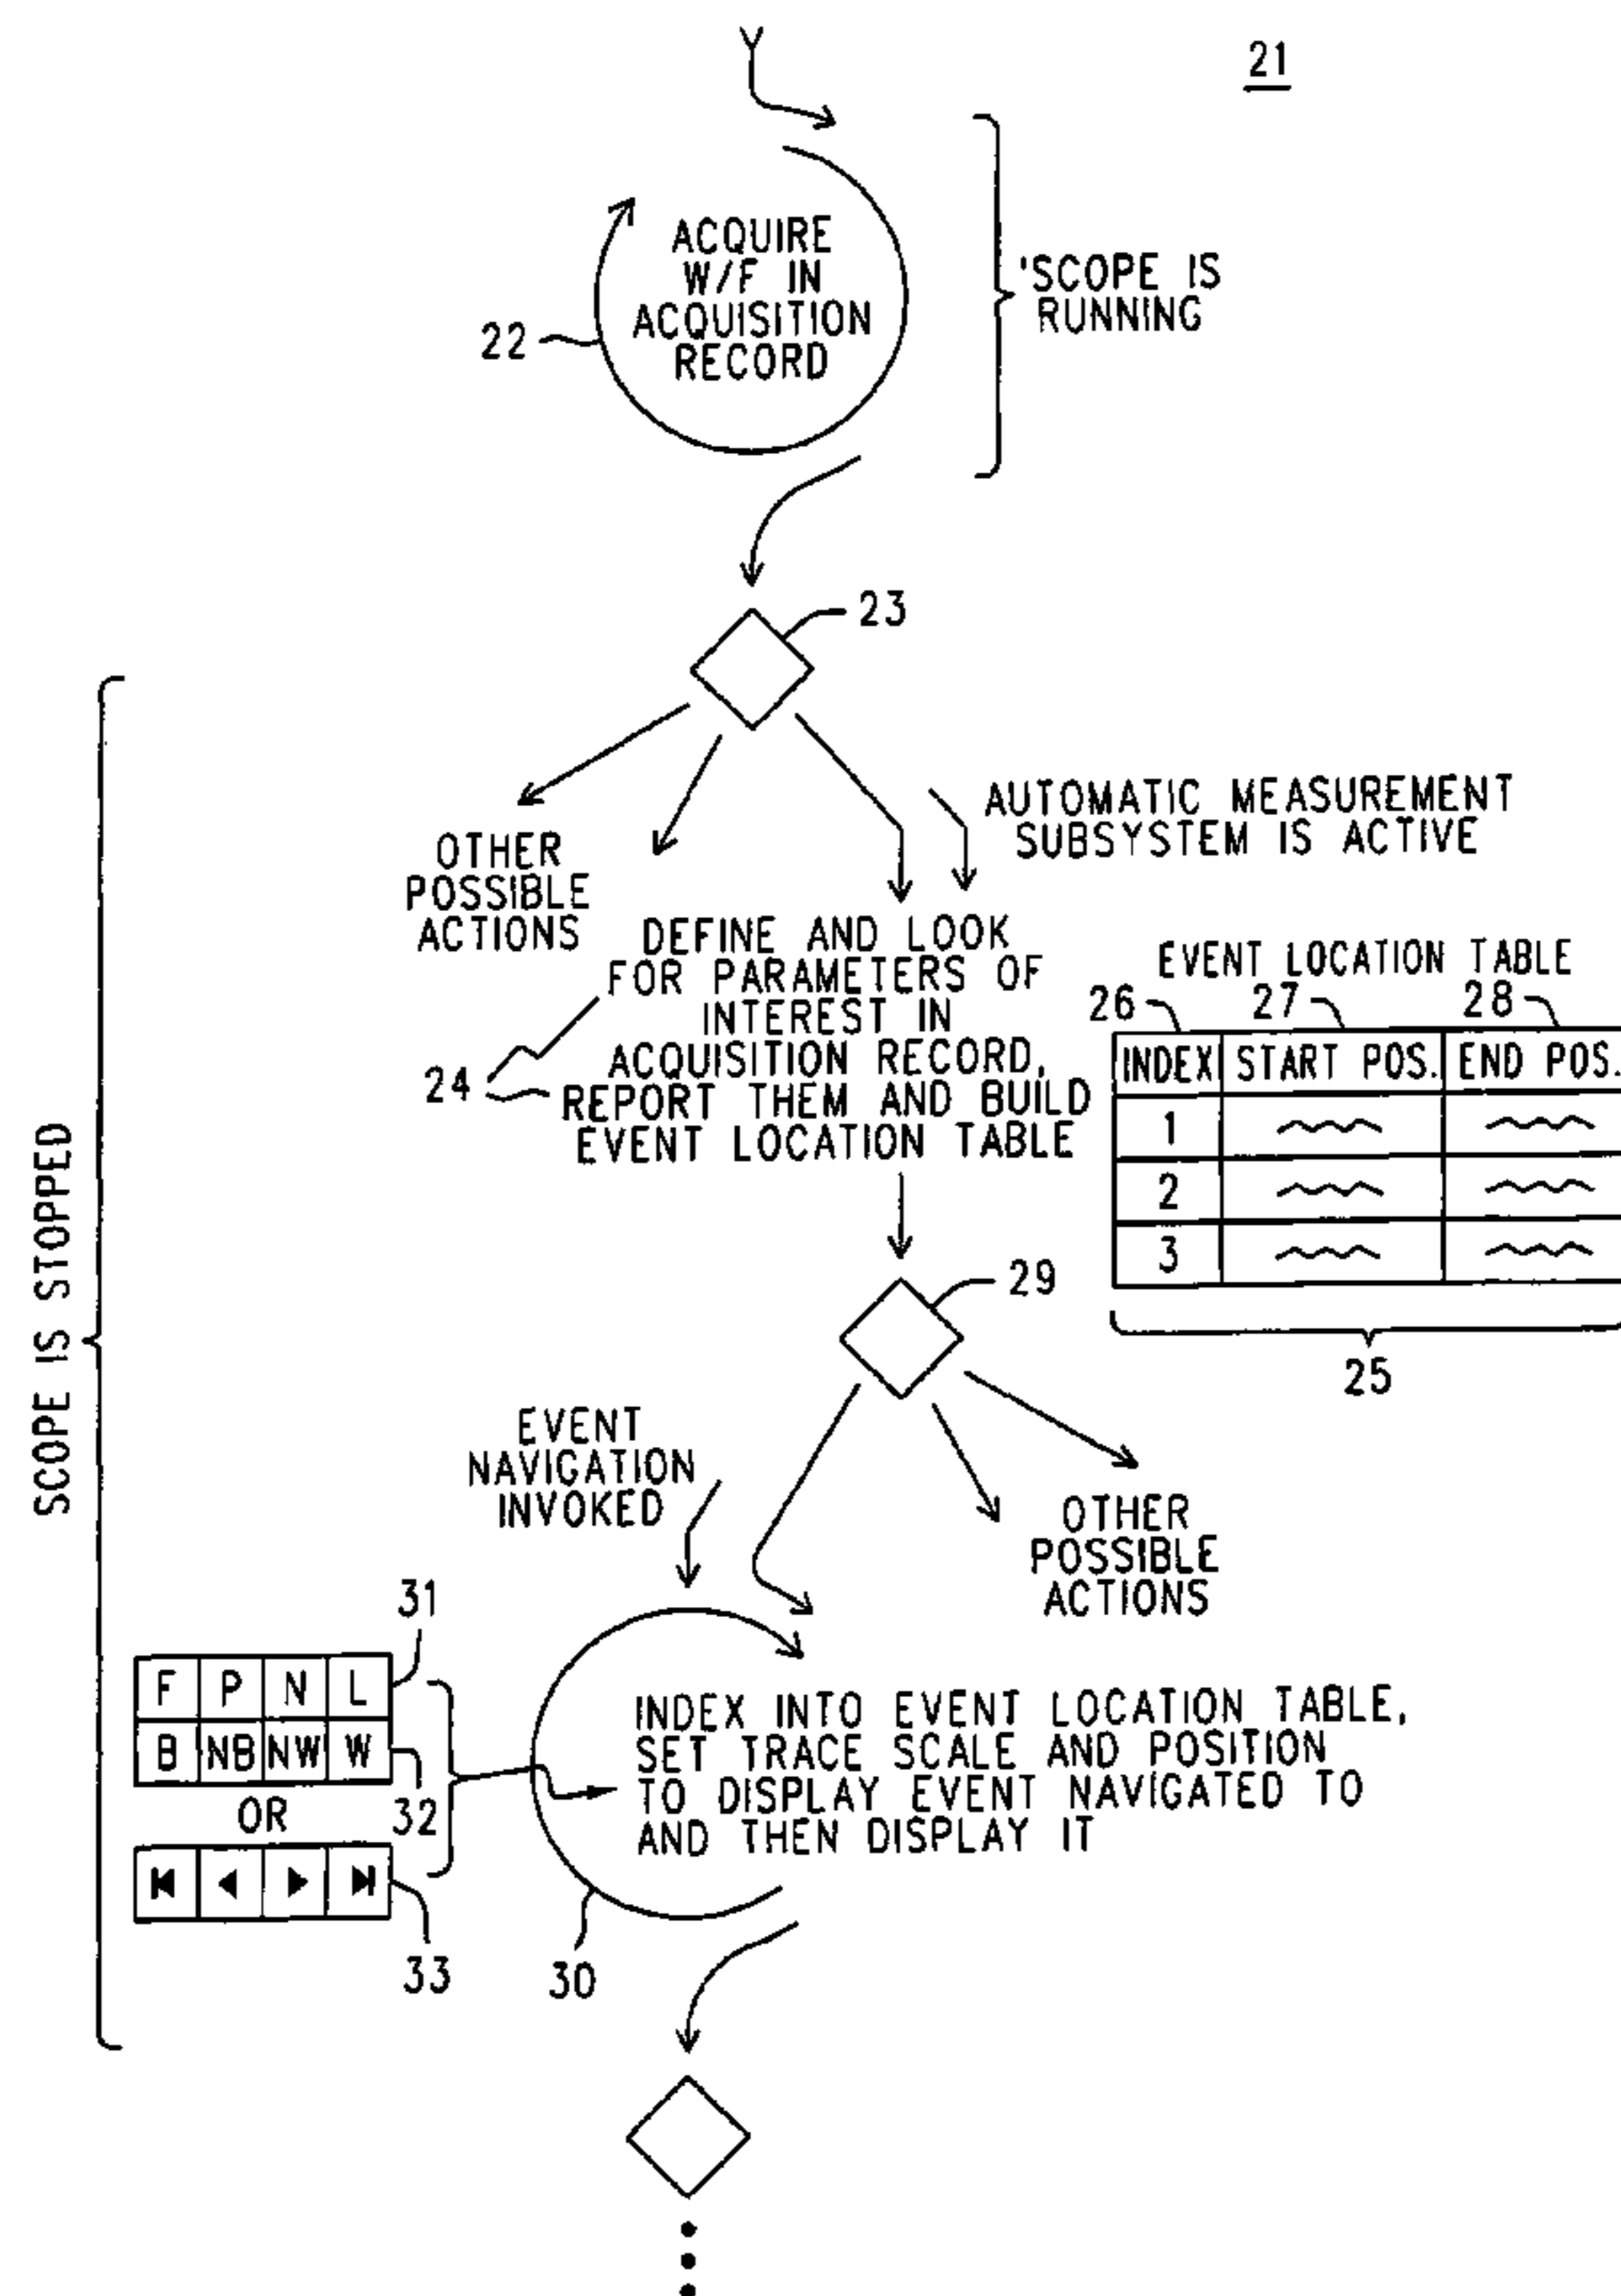 21
ACQUIRE
W/F IN
ACQUISITION
RECORD
22
'SCOPE IS
RUNNING
23
OTHER
POSSIBLE
ACTIONS
AUTOMATIC MEASUREMENT
SUBSYSTEM IS ACTIVE
DEFINE AND LOOK
FOR PARAMETERS OF
INTEREST IN
ACQUISITION RECORD,
REPORT THEM AND BUILD
EVENT LOCATION TABLE
24
EVENT LOCATION TABLE
26 27 28
INDEX START POS. END POS.
1
2
3
25
29
SCOPE IS STOPPED
EVENT
NAVIGATION
INVOKED
OTHER
POSSIBLE
ACTIONS
31
F P N L
B NB NW W
32
OR
33
INDEX INTO EVENT LOCATION TABLE,
SET TRACE SCALE AND POSITION
TO DISPLAY EVENT NAVIGATED TO
AND THEN DISPLAY IT
30